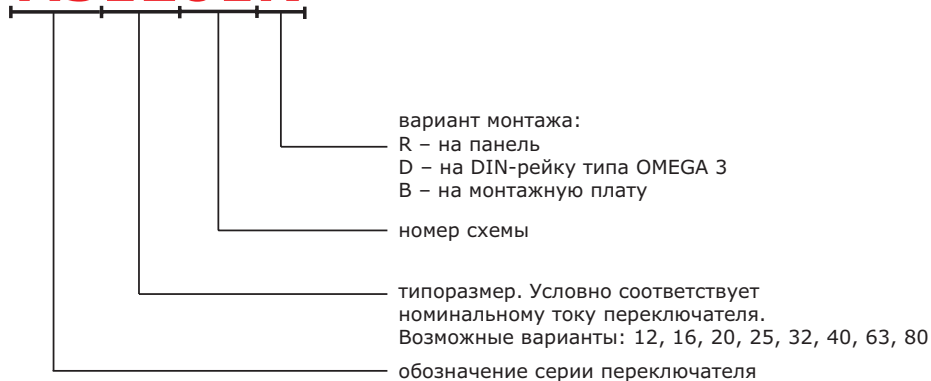 вариант монтажа:
R – на панель
D – на DIN-рейку типа OMEGA 3
B – на монтажную плату
номер схемы
типоразмер. Условно соответствует
номинальному току переключателя.
Возможные варианты: 12, 16, 20, 25, 32, 40, 63, 80
обозначение серии переключателя